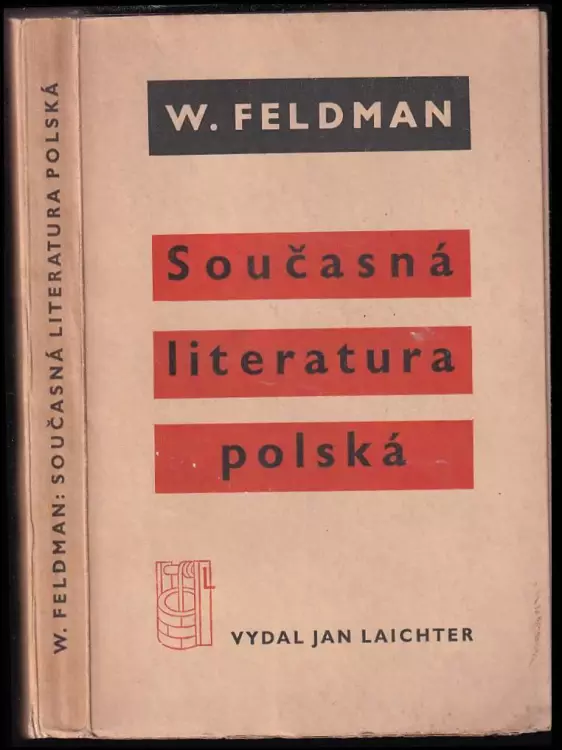 W. FELDMAN: SOUČASNÁ LITERATURA POLSKÁ
W. FELDMAN
Současná
literatura
polská
L
VYDAL JAN LAICHTER